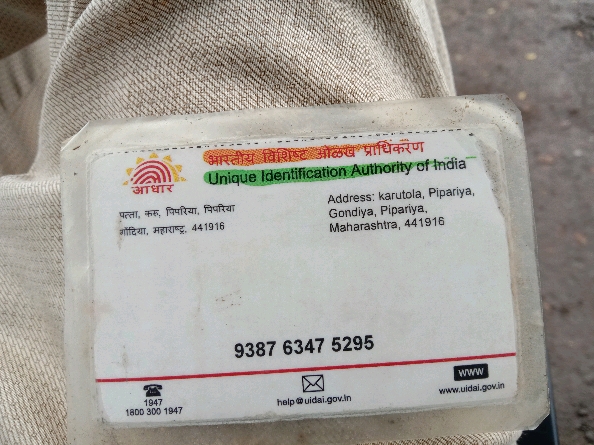 भारतीय विशिष्ट ओळख प्राधिकरण
Unique Identification Authority of India
आधार
पत्ता, करु, पिपरिया, पिपरिया
गोंदिया, महाराष्ट्र, 441916
Address: karutola, Pipariya,
Gondiya, Pipariya,
Maharashtra, 441916
9387 6347 5295
1947
1800 300 1947
help@uidai.gov.in
www
www.uidai.gov.in